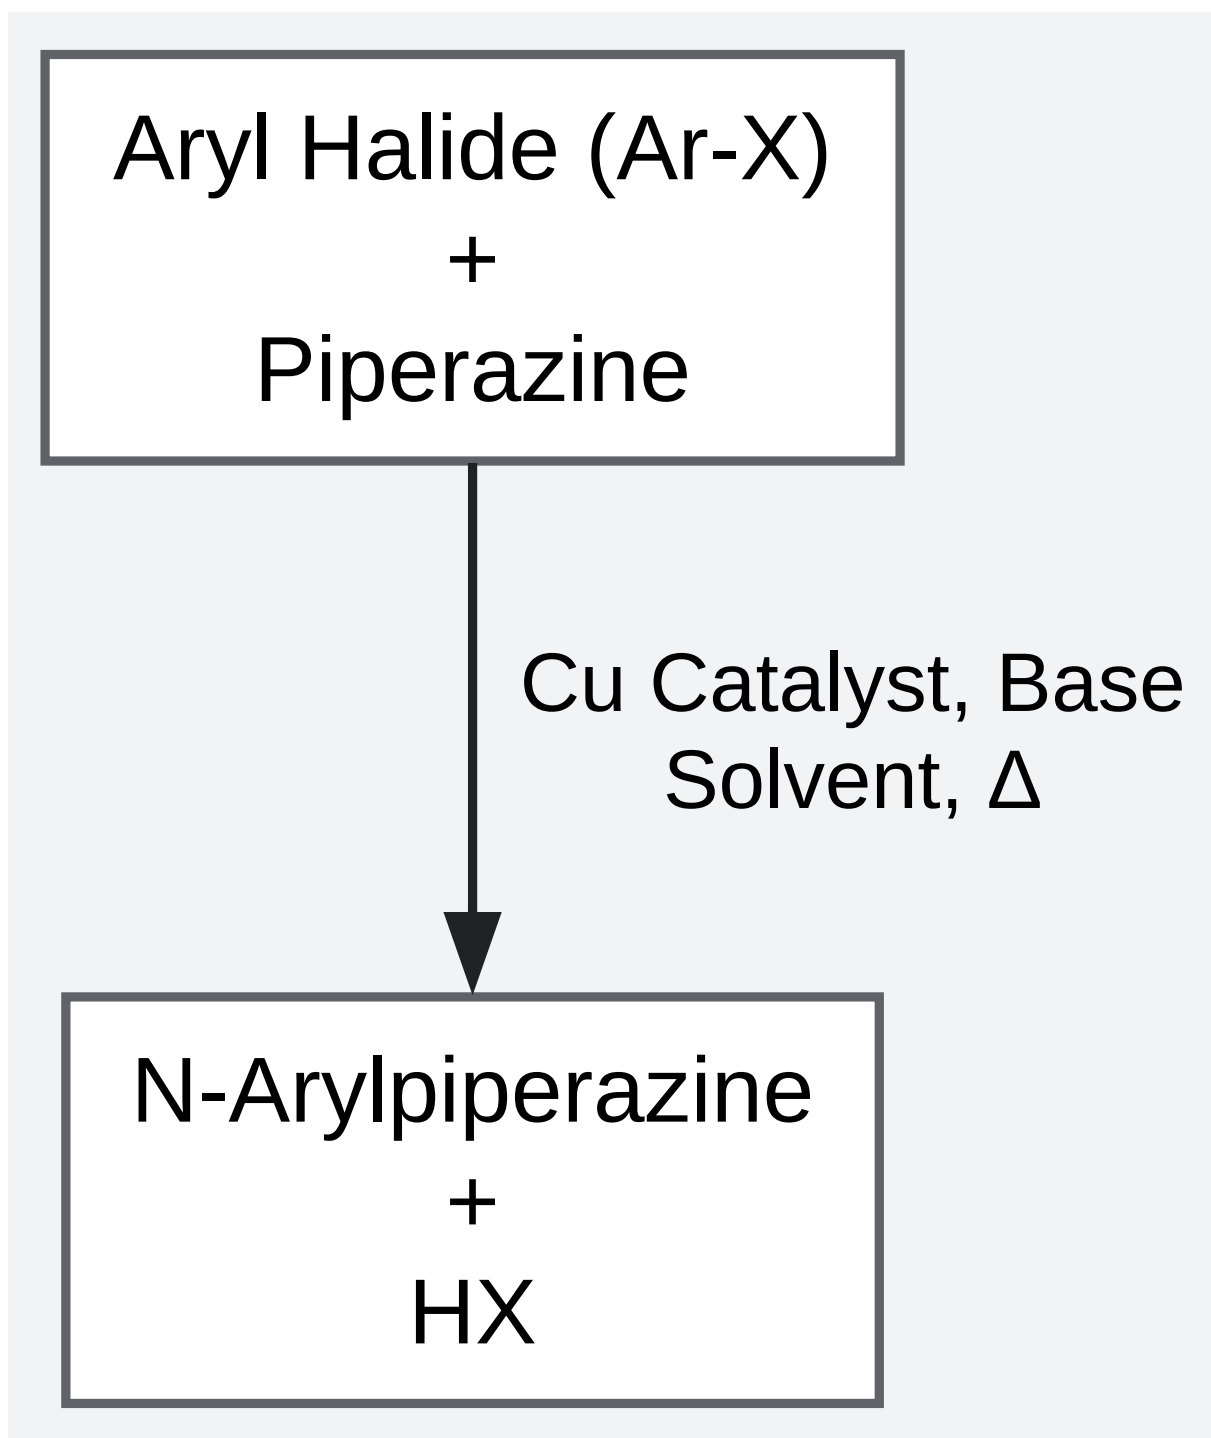 Aryl Halide (Ar-X)
+
Piperazine
Cu Catalyst, Base
Solvent, Δ
N-Arylpiperazine
+
HX